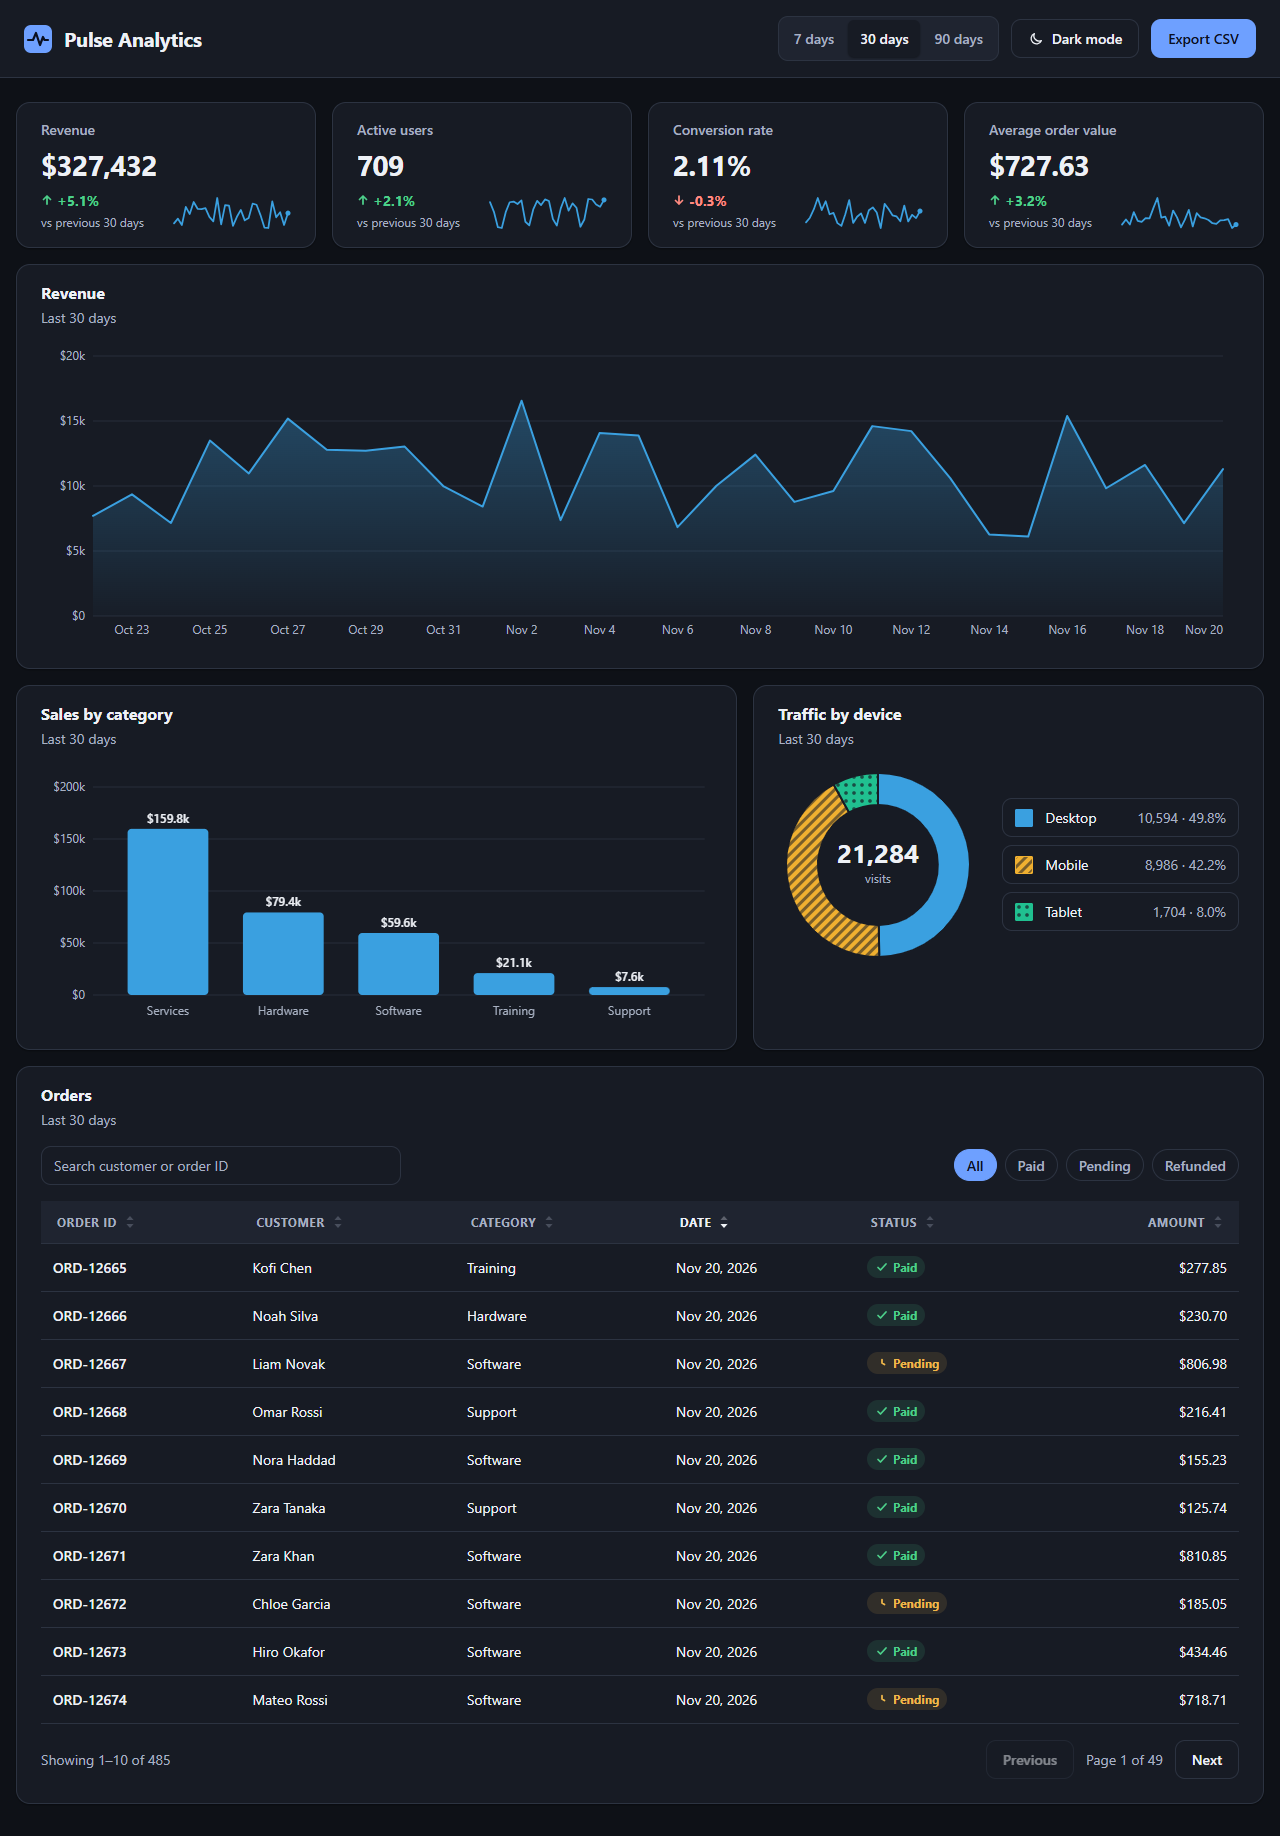 Pulse Analytics
7 days
30 days
90 days
Dark mode
Export CSV
Revenue
$327,432
+5.1%
vs previous 30 days
Active users
709
+2.1%
vs previous 30 days
Conversion rate
2.11%
-0.3%
vs previous 30 days
Average order value
$727.63
+3.2%
vs previous 30 days
Revenue
Last 30 days
$20k
$15k
$10k
$5k
$0
Oct 23 Oct 25 Oct 27 Oct 29 Oct 31 Nov 2 Nov 4 Nov 6 Nov 8 Nov 10 Nov 12 Nov 14 Nov 16 Nov 18 Nov 20
Sales by category
Last 30 days
$200k
$150k
$100k
$50k
$0
$159.8k
$79.4k
$59.6k
$21.1k
$7.6k
Services Hardware Software Training Support
Traffic by device
Last 30 days
21,284
visits
Desktop 10,594 · 49.8%
Mobile 8,986 · 42.2%
Tablet 1,704 · 8.0%
Orders
Last 30 days
Search customer or order ID
All
Paid
Pending
Refunded
ORDER ID CUSTOMER CATEGORY DATE STATUS AMOUNT
ORD-12665 Kofi Chen Training Nov 20, 2026 Paid $277.85
ORD-12666 Noah Silva Hardware Nov 20, 2026 Paid $230.70
ORD-12667 Liam Novak Software Nov 20, 2026 Pending $806.98
ORD-12668 Omar Rossi Support Nov 20, 2026 Paid $216.41
ORD-12669 Nora Haddad Software Nov 20, 2026 Paid $155.23
ORD-12670 Zara Tanaka Support Nov 20, 2026 Paid $125.74
ORD-12671 Zara Khan Software Nov 20, 2026 Paid $810.85
ORD-12672 Chloe Garcia Software Nov 20, 2026 Pending $185.05
ORD-12673 Hiro Okafor Software Nov 20, 2026 Paid $434.46
ORD-12674 Mateo Rossi Software Nov 20, 2026 Pending $718.71
Showing 1–10 of 485
Previous
Page 1 of 49
Next